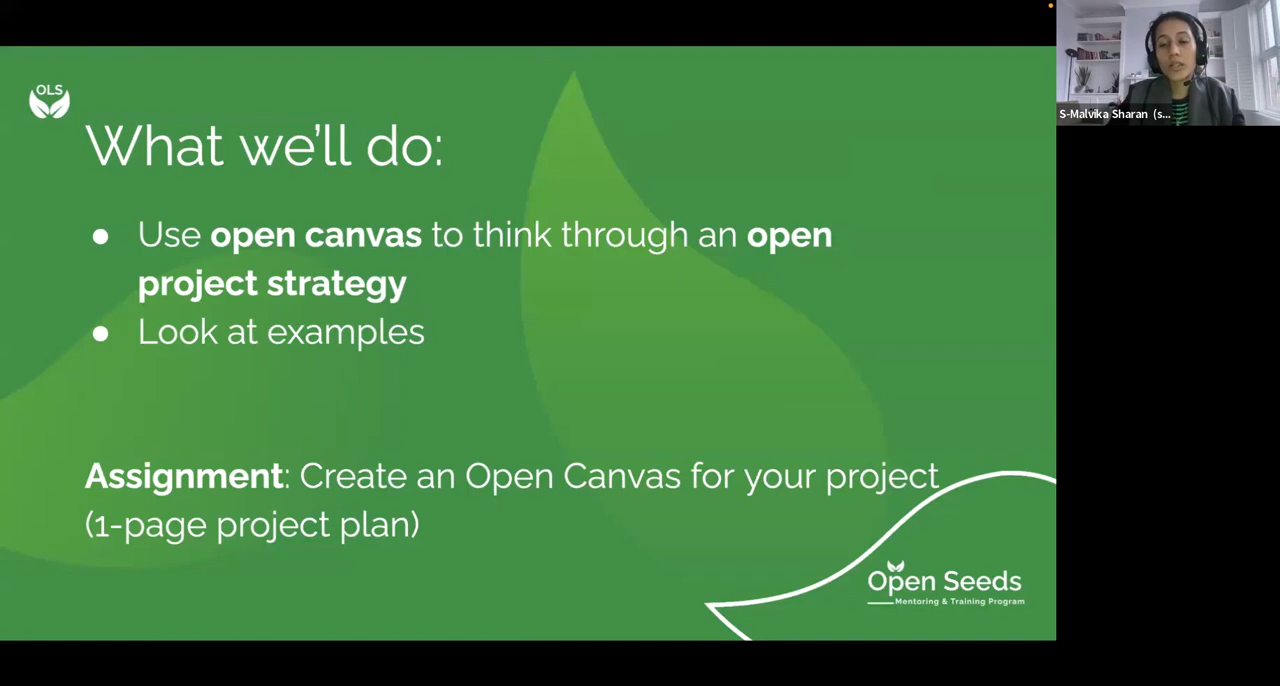 OLS
What we'll do:
● Use open canvas to think through an open
project strategy
● Look at examples
Assignment: Create an Open Canvas for your project
(1-page project plan)
Open Seeds
Mentoring & Training Program
S-Malvika Sharan (s...